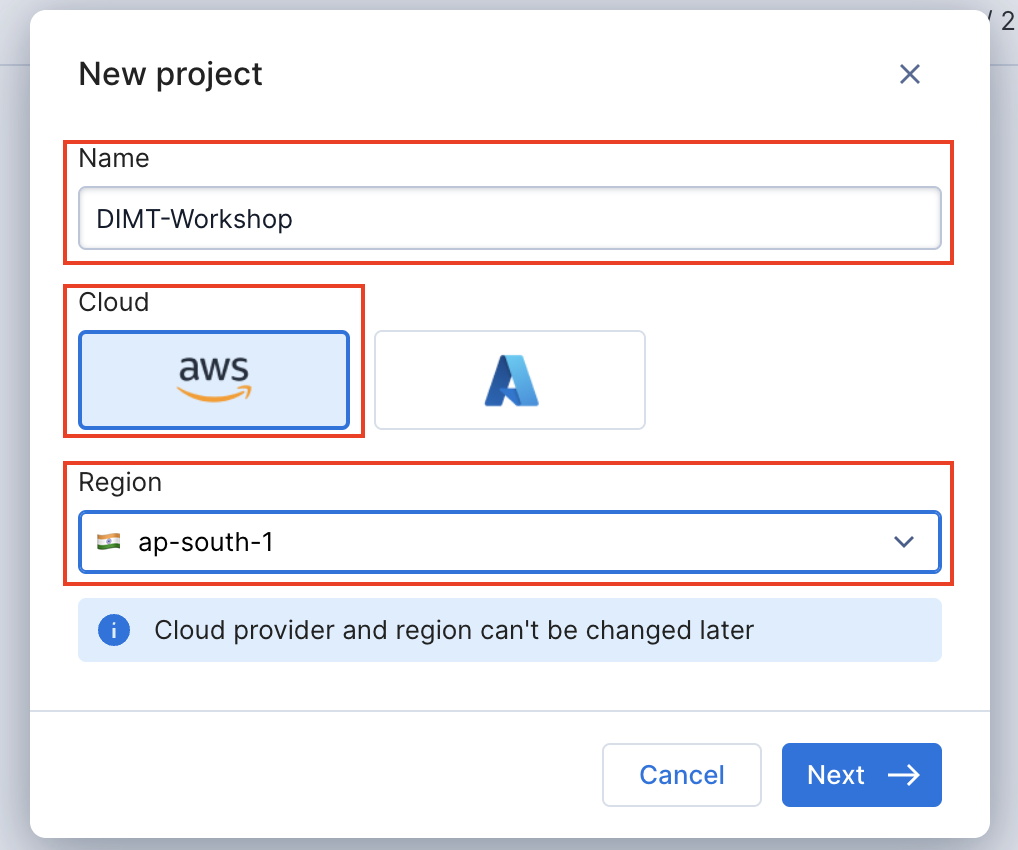 / 2
New project
Name
DIMT-Workshop
Cloud
aws
Region
ap-south-1
i
Cloud provider and region can't be changed later
Cancel
Next